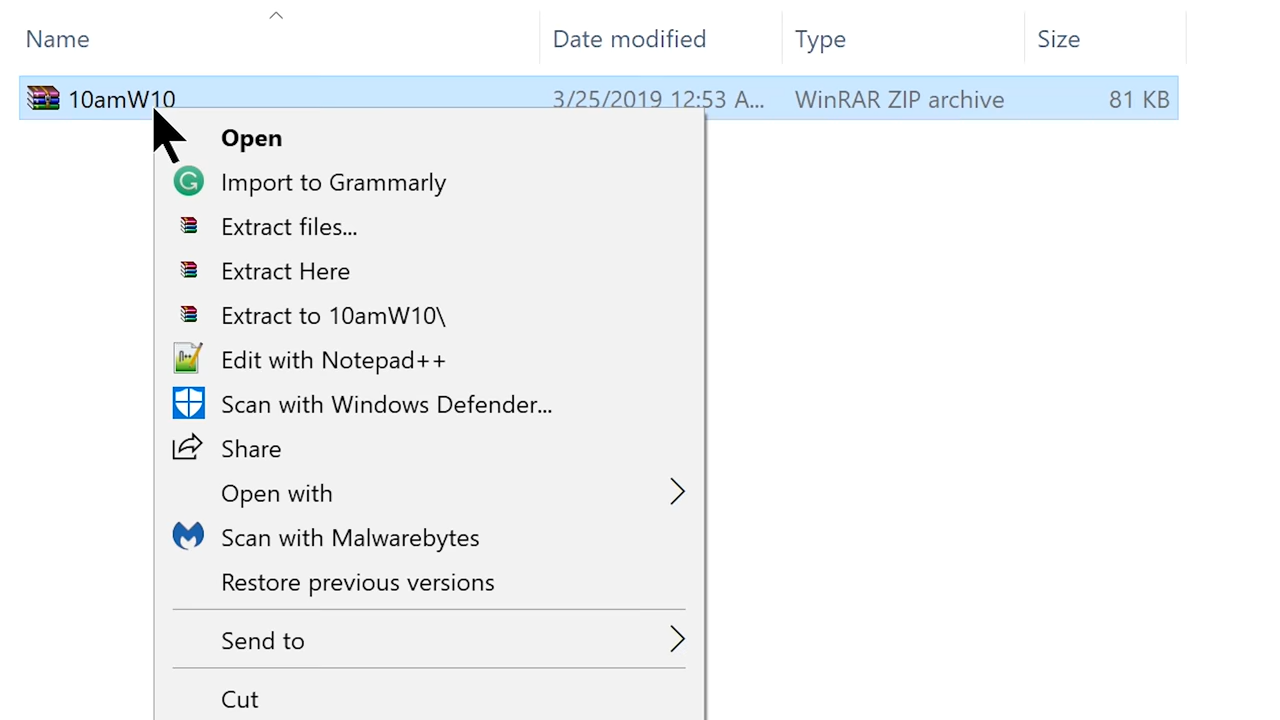 Name Date modified Type Size
10amW10 3/25/2019 12:53 A... WinRAR ZIP archive 81 KB
Open
Import to Grammarly
Extract files...
Extract Here
Extract to 10amW10\
Edit with Notepad++
Scan with Windows Defender...
Share
Open with
Scan with Malwarebytes
Restore previous versions
Send to
Cut